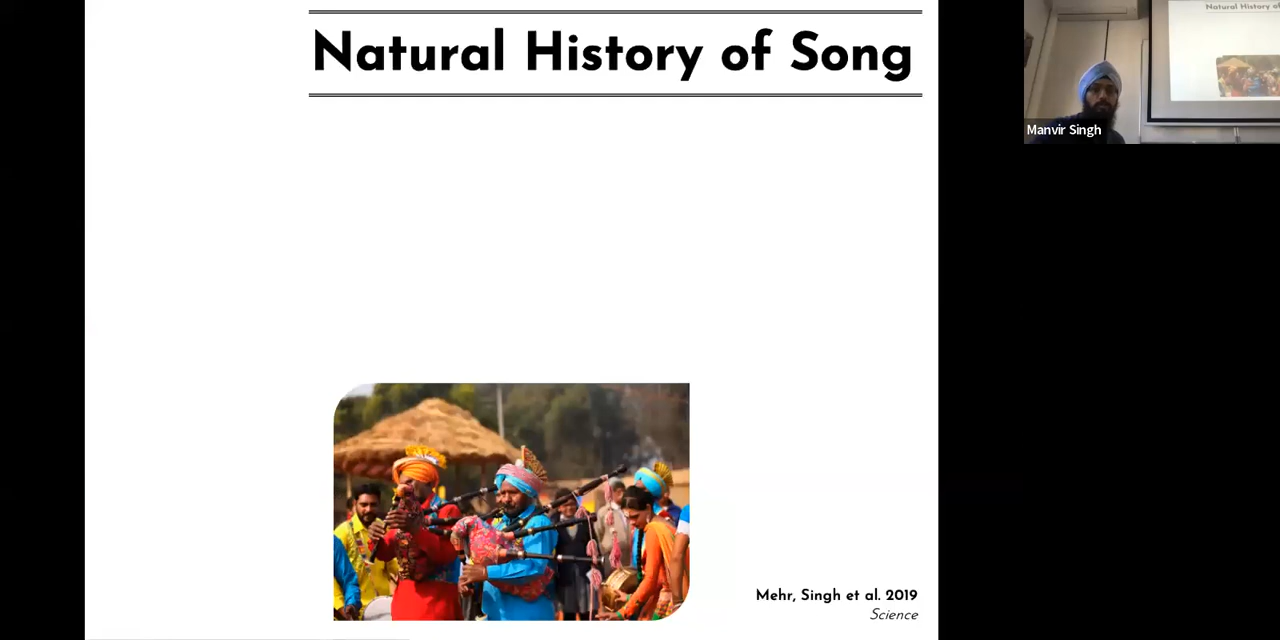 Natural History of Song
Natural History of
Manvir Singh
Mehr, Singh et al. 2019
Science